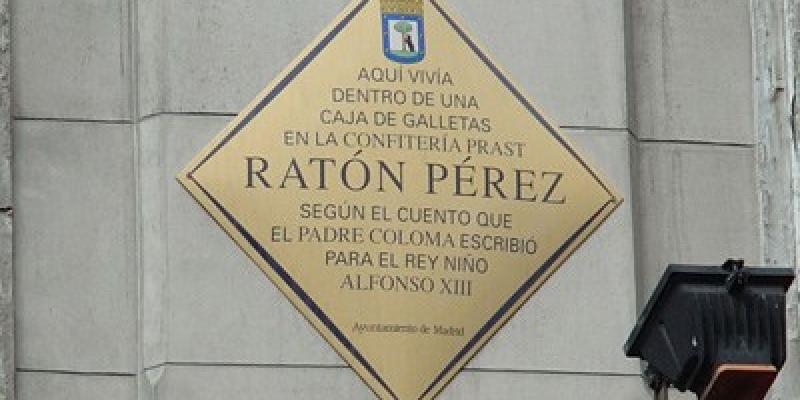 AQUÍ VIVÍA
DENTRO DE UNA
CAJA DE GALLETAS
EN LA CONFITERÍA PRAST
RATÓN PÉREZ
SEGÚN EL CUENTO QUE
EL PADRE COLOMA ESCRIBIÓ
PARA EL REY NIÑO
ALFONSO XIII
Ayuntamiento de Madrid